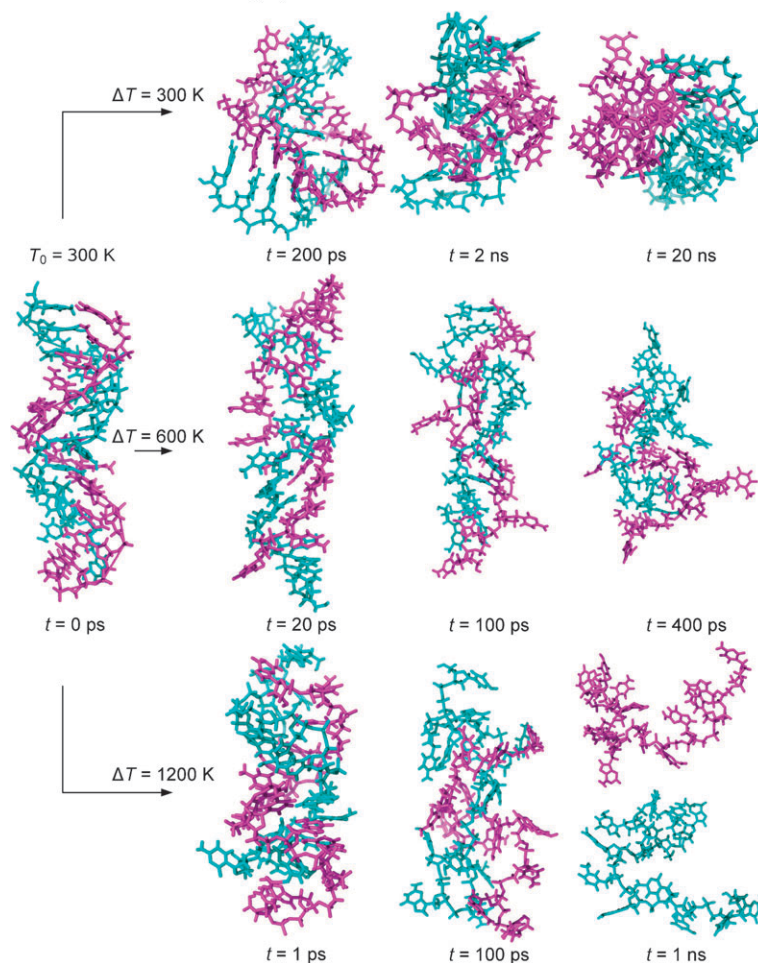 ΔT = 300 K
T₀ = 300 K
t = 200 ps
t = 2 ns
t = 20 ns
ΔT = 600 K
t = 0 ps
t = 20 ps
t = 100 ps
t = 400 ps
ΔT = 1200 K
t = 1 ps
t = 100 ps
t = 1 ns